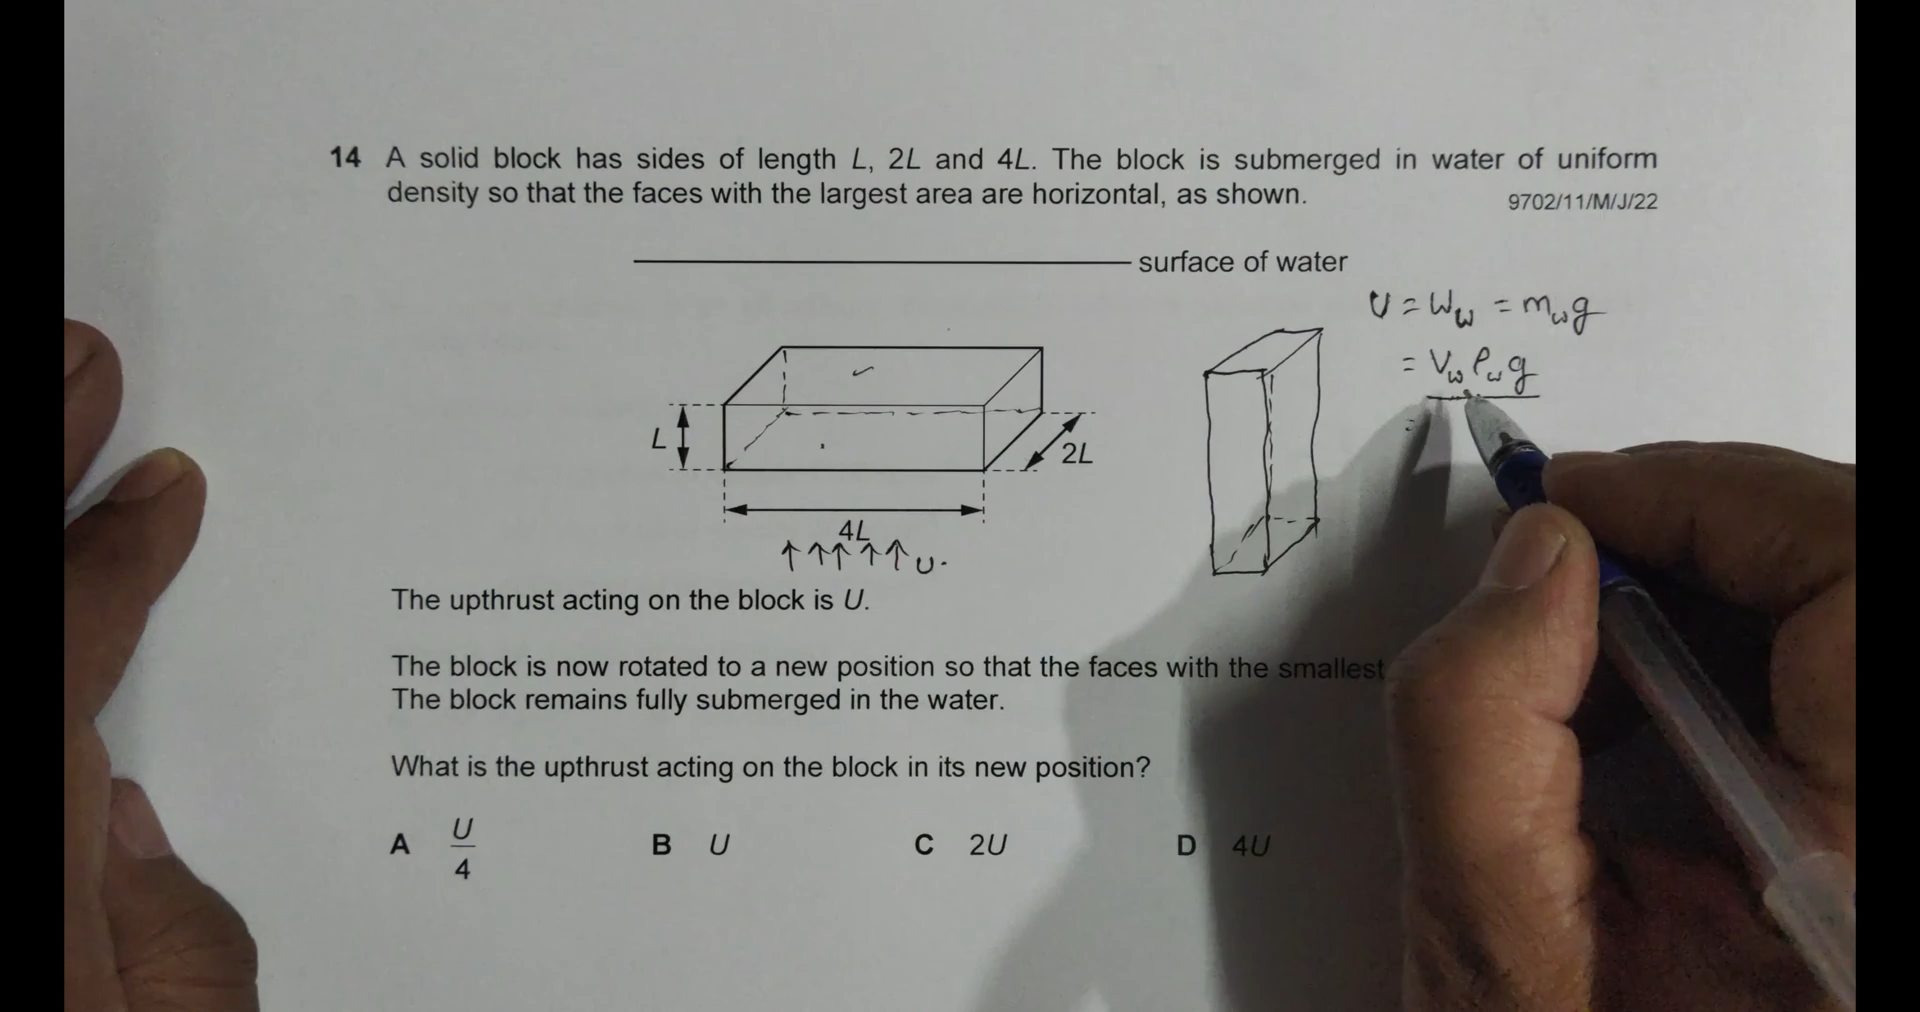 14 A solid block has sides of length L, 2L and 4L. The block is submerged in water of uniform
density so that the faces with the largest area are horizontal, as shown.
9702/11/M/J/22
surface of water
U = Ww = mwg
= Vw ρw g
=
L
2L
4L
U.
The upthrust acting on the block is U.
The block is now rotated to a new position so that the faces with the smallest
The block remains fully submerged in the water.
What is the upthrust acting on the block in its new position?
A U/4 B U C 2U D 4U